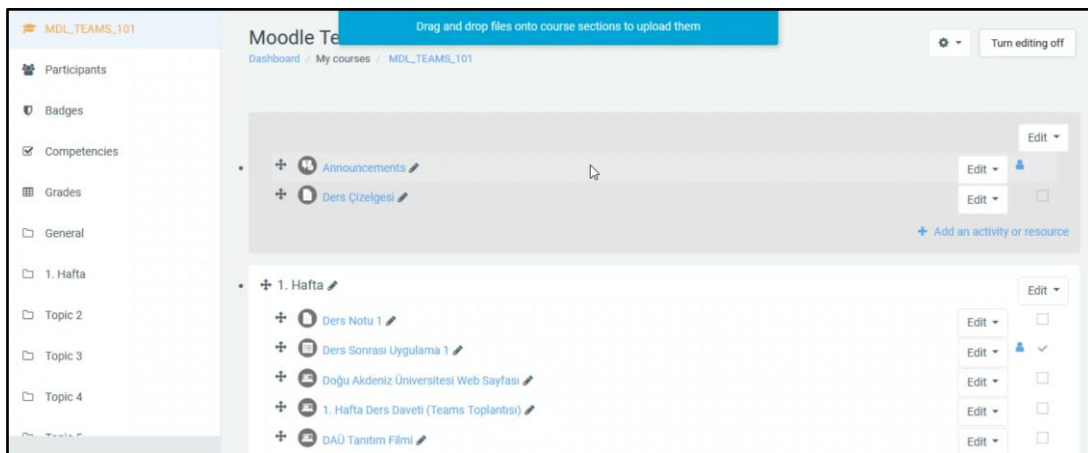 MDL_TEAMS_101
Participants
Badges
Competencies
Grades
General
1. Hafta
Topic 2
Topic 3
Topic 4
Drag and drop files onto course sections to upload them
Moodle Te
Dashboard / My courses / MDL_TEAMS_101
Turn editing off
Edit
Announcements
Edit
Ders Çizelgesi
Edit
+ Add an activity or resource
1. Hafta
Edit
Ders Notu 1
Edit
Ders Sonrası Uygulama 1
Edit
Doğu Akdeniz Üniversitesi Web Sayfası
Edit
1. Hafta Ders Daveti (Teams Toplantısı)
Edit
DAÜ Tanıtım Filmi
Edit